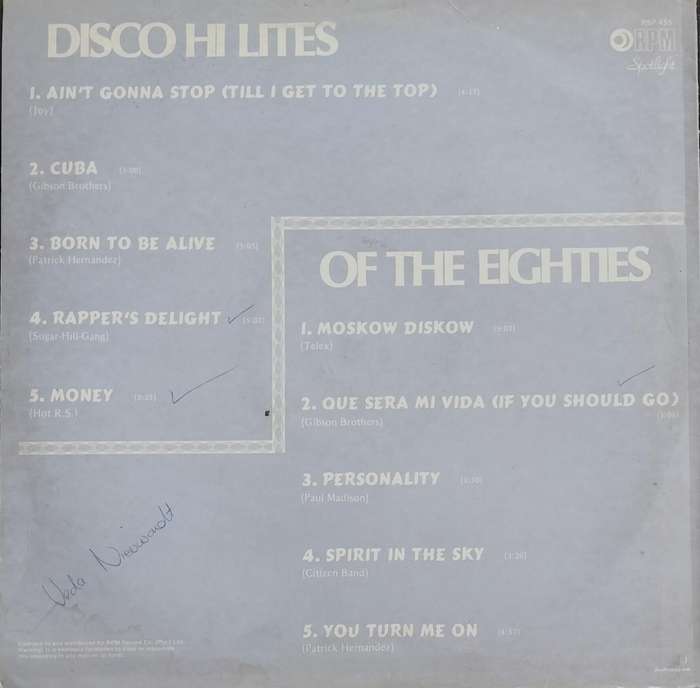 DISCO HI LITES
RPM
Spotlight
1. AIN'T GONNA STOP (TILL I GET TO THE TOP)
(Joy)
2. CUBA
(Gibson Brothers)
3. BORN TO BE ALIVE
(Patrick Hernandez)
4. RAPPER'S DELIGHT
(Sugar-Hill-Gang)
5. MONEY
(Hot R.S.)
OF THE EIGHTIES
1. MOSKOW DISKOW
(Telex)
2. QUE SERA MI VIDA (IF YOU SHOULD GO)
(Gibson Brothers)
3. PERSONALITY
(Paul Madison)
4. SPIRIT IN THE SKY
(Citizen Band)
5. YOU TURN ME ON
(Patrick Hernandez)
Veda Nieuwoudt